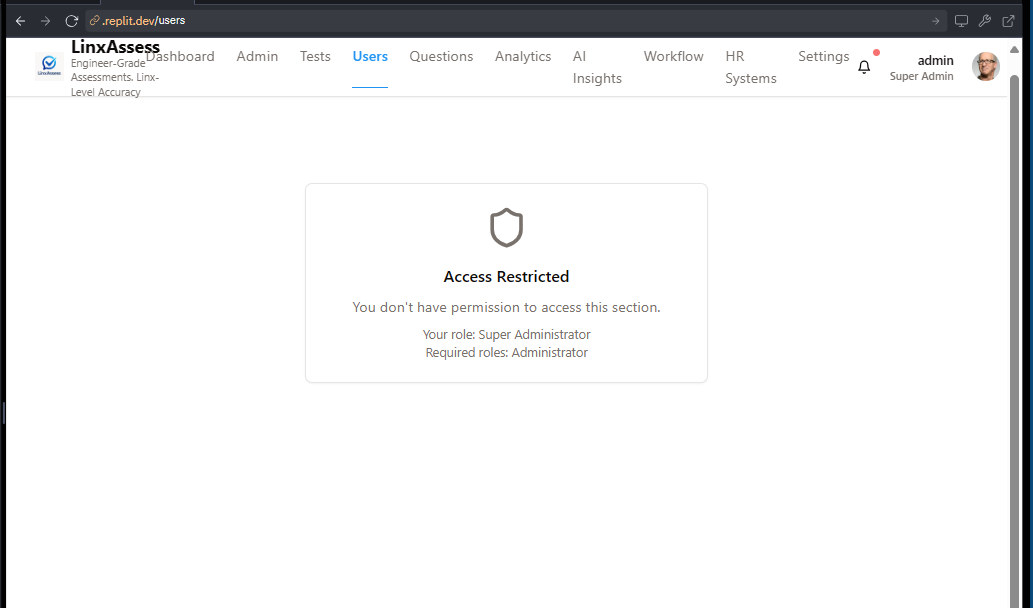 .replit.dev/users
LinxAssess
Engineer-Grade
Assessments. Linx-
Level Accuracy
Dashboard
Admin
Tests
Users
Questions
Analytics
AI
Insights
Workflow
HR
Systems
Settings
admin
Super Admin
Access Restricted
You don't have permission to access this section.
Your role: Super Administrator
Required roles: Administrator